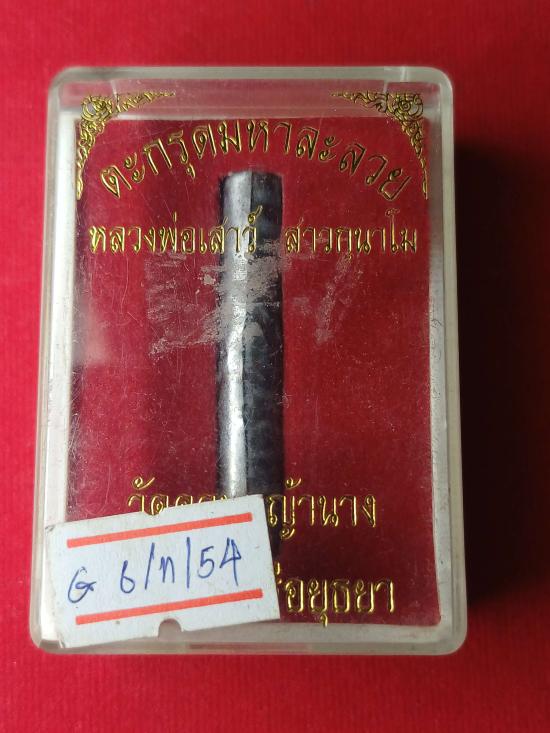 ตะกรุดมหาละลวย
หลวงพ่อเสาร์ สาวกุนาโม
วัด
ญ้านาง
อยุธยา
G 6/ท/54